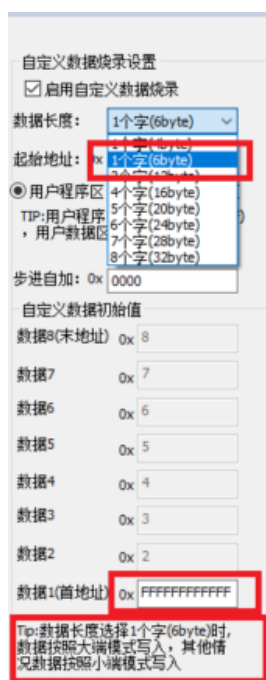 自定义数据烧录设置
启用自定义数据烧录
数据长度： 1个字(6byte)
起始地址： 0x 1个字(6byte)
用户程序区 4个字(16byte)
TIP:用户程序 5个字(20byte)
，用户数据区 6个字(24byte)
7个字(28byte)
8个字(32byte)
步进自加： 0x 0000
自定义数据初始值
数据8(末地址) 0x 8
数据7 0x 7
数据6 0x 6
数据5 0x 5
数据4 0x 4
数据3 0x 3
数据2 0x 2
数据1(首地址) 0x FFFFFFFFFFFF
Tip:数据长度选择1个字(6byte)时,
数据按照大端模式写入，其他情
况数据按照小端模式写入